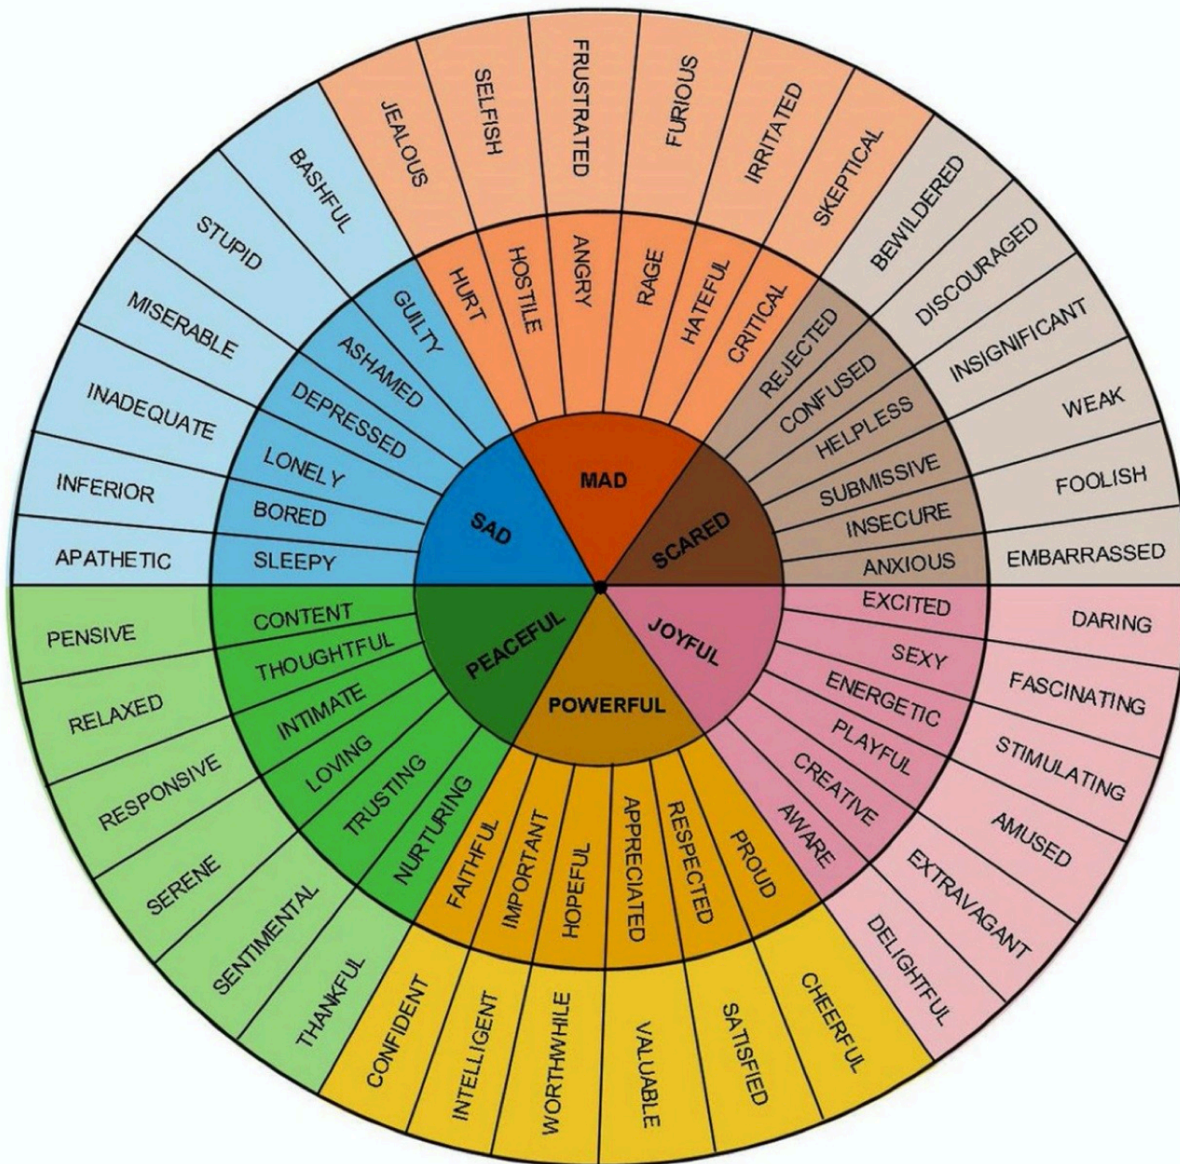 MAD
SCARED
JOYFUL
POWERFUL
PEACEFUL
SAD
HURT
HOSTILE
ANGRY
RAGE
HATEFUL
CRITICAL
REJECTED
CONFUSED
HELPLESS
SUBMISSIVE
INSECURE
ANXIOUS
EXCITED
SEXY
ENERGETIC
PLAYFUL
CREATIVE
AWARE
PROUD
RESPECTED
APPRECIATED
HOPEFUL
IMPORTANT
FAITHFUL
NURTURING
TRUSTING
LOVING
INTIMATE
THOUGHTFUL
CONTENT
SLEEPY
BORED
LONELY
DEPRESSED
ASHAMED
GUILTY
JEALOUS
SELFISH
FRUSTRATED
FURIOUS
IRRITATED
SKEPTICAL
BEWILDERED
DISCOURAGED
INSIGNIFICANT
WEAK
FOOLISH
EMBARRASSED
DARING
FASCINATING
STIMULATING
AMUSED
EXTRAVAGANT
DELIGHTFUL
CHEERFUL
SATISFIED
VALUABLE
WORTHWHILE
INTELLIGENT
CONFIDENT
THANKFUL
SENTIMENTAL
SERENE
RESPONSIVE
RELAXED
PENSIVE
APATHETIC
INFERIOR
INADEQUATE
MISERABLE
STUPID
BASHFUL